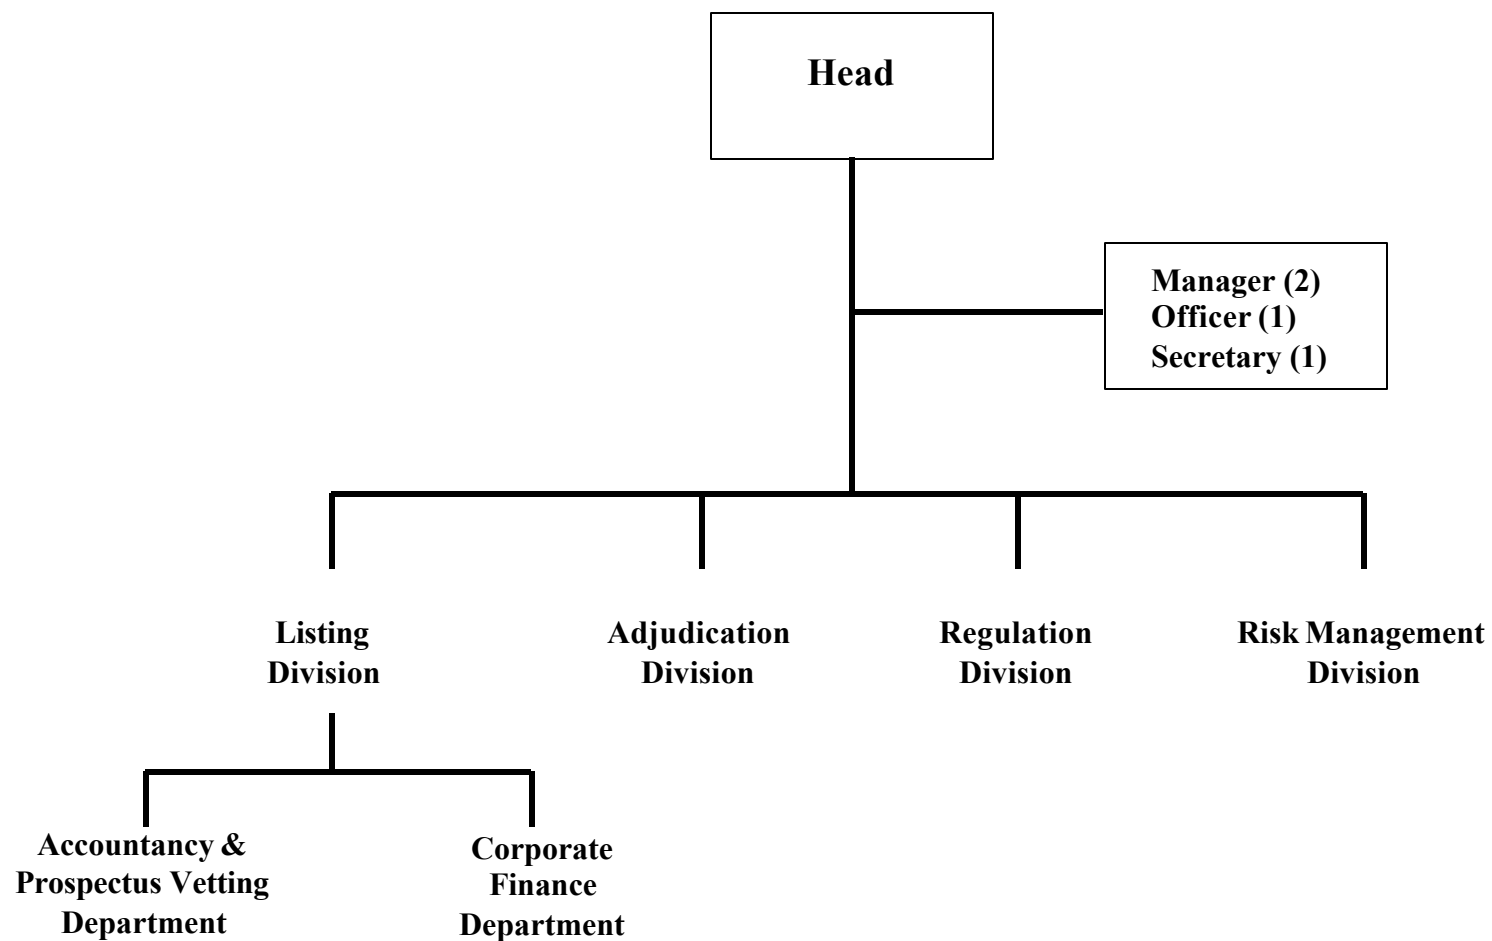 Head
Manager (2)
Officer (1)
Secretary (1)
Listing
Division
Adjudication
Division
Regulation
Division
Risk Management
Division
Accountancy &
Prospectus Vetting
Department
Corporate
Finance
Department